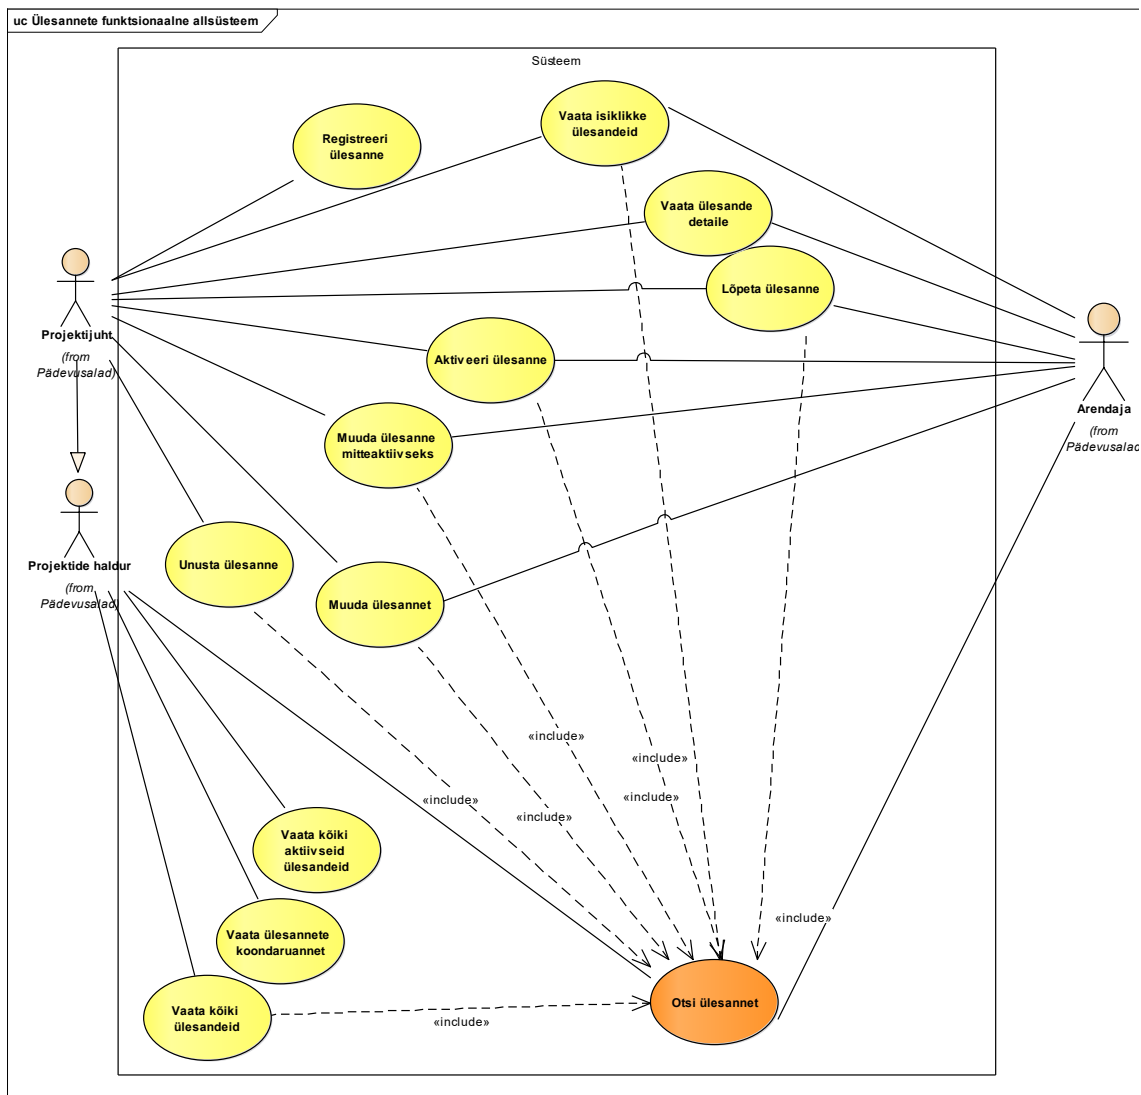 uc Ülesannete funktsionaalne allsüsteem
Süsteem
Registreeri
ülesanne
Vaata isiklikke
ülesandeid
Vaata ülesande
detaile
Lõpeta ülesanne
Projektijuht
(from
Pädevusalad)
Aktiveeri ülesanne
Arendaja
(from
Pädevusalad)
Muuda ülesanne
mitteaktiivseks
Projektide haldur
(from
Pädevusalad)
Unusta ülesanne
Muuda ülesannet
«include»
«include»
«include»
«include»
«include»
Vaata kõiki
aktiivseid
ülesandeid
«include»
Vaata ülesannete
koondaruannet
Otsi ülesannet
Vaata kõiki
ülesandeid
«include»